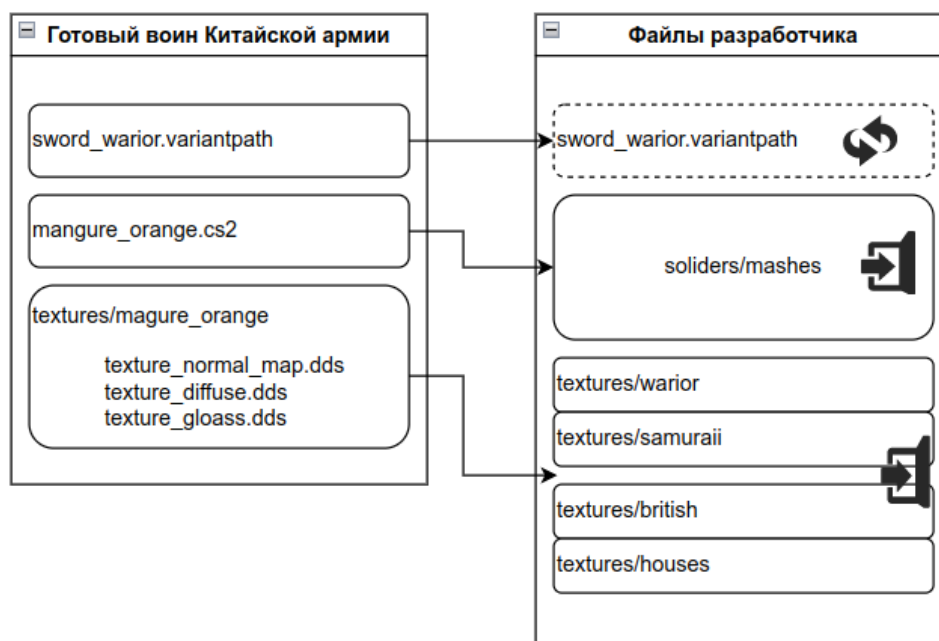 Готовый воин Китайской армии
sword_warior.variantpath
mangure_orange.cs2
textures/magure_orange
texture_normal_map.dds
texture_diffuse.dds
texture_gloass.dds
Файлы разработчика
sword_warior.variantpath
soliders/mashes
textures/warior
textures/samuraii
textures/british
textures/houses